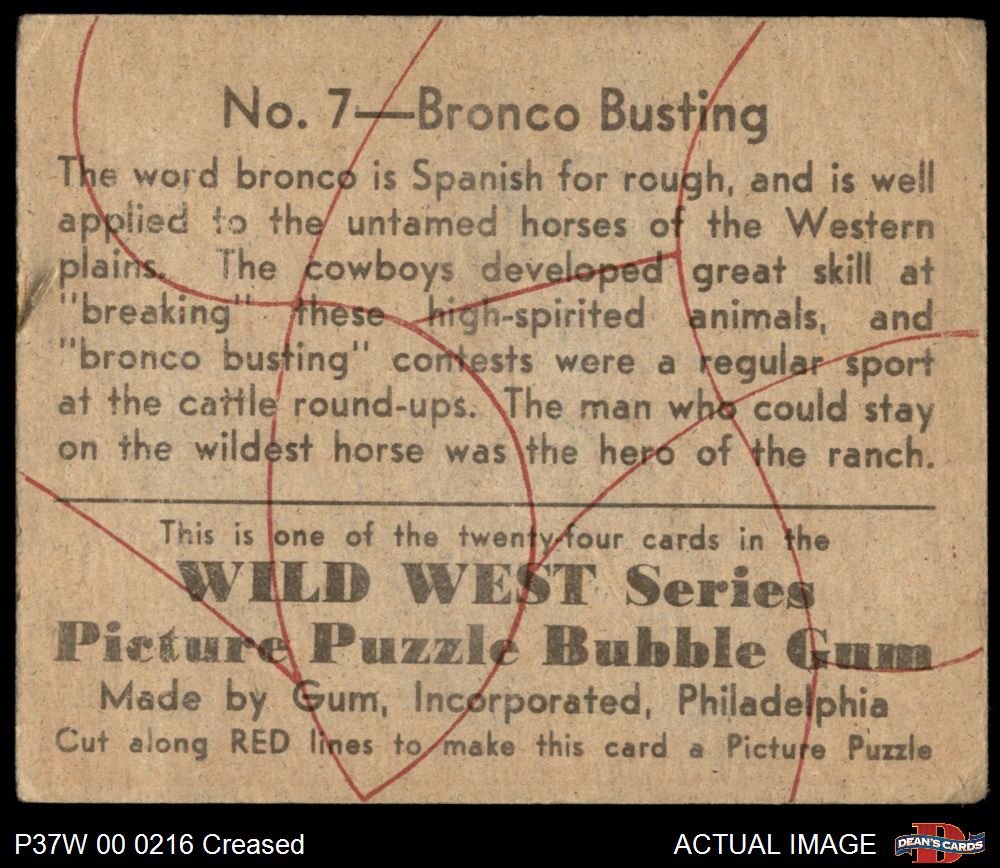 No. 7—Bronco Busting
The word bronco is Spanish for rough, and is well
applied to the untamed horses of the Western
plains. The cowboys developed great skill at
"breaking" these high-spirited animals, and
"bronco busting" contests were a regular sport
at the cattle round-ups. The man who could stay
on the wildest horse was the hero of the ranch.
This is one of the twenty-four cards in the
WILD WEST Series
Picture Puzzle Bubble Gum
Made by Gum, Incorporated, Philadelphia
Cut along RED lines to make this card a Picture Puzzle
P37W 00 0216 Creased
ACTUAL IMAGE
D
DEAN'S CARDS